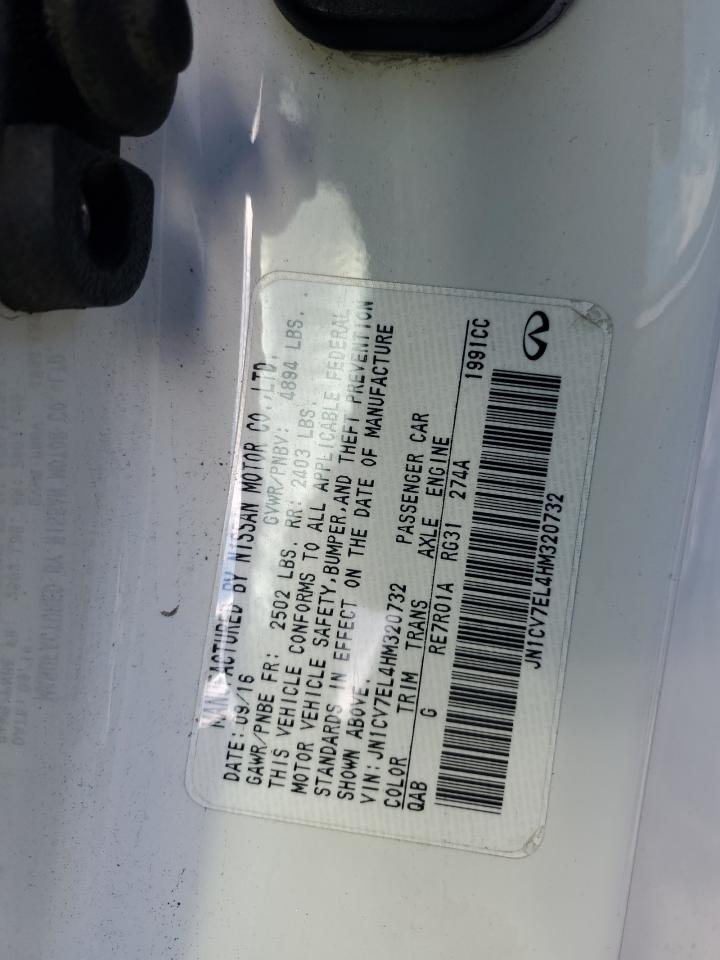 MANUFACTURED BY NISSAN MOTOR CO.,LTD.
DATE: 09/16 GVWR/PNBV: 4894 LBS.
GAWR/PNBE FR: 2502 LBS. RR: 2403 LBS.
THIS VEHICLE CONFORMS TO ALL APPLICABLE FEDERAL
MOTOR VEHICLE SAFETY,BUMPER,AND THEFT PREVENTION
STANDARDS IN EFFECT ON THE DATE OF MANUFACTURE
SHOWN ABOVE.
VIN:JN1CV7EL4HM320732 PASSENGER CAR
COLOR TRIM TRANS AXLE ENGINE
QAB G RE7R01A RG31 274A 1991CC
JN1CV7EL4HM320732